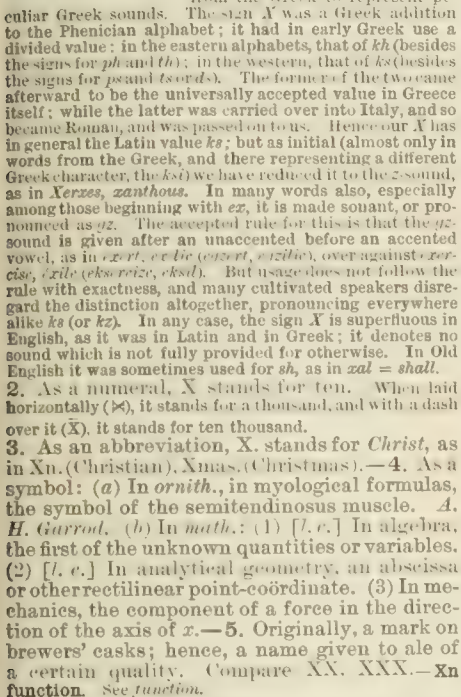 culiar Greek sounds. The sign X was a Greek addition
to the Phenician alphabet; it had in early Greek use a
divided value: in the eastern alphabets, that of kh (besides
the signs for ph and th); in the western, that of ks (besides
the signs for ps and ts or ds). The former of the two came
afterward to be the universally accepted value in Greece
itself; while the latter was carried over into Italy, and so
became Roman, and was passed on to us. Hence our X has
in general the Latin value ks; but as initial (almost only in
words from the Greek, and there representing a different
Greek character, the ksi) we have reduced it to the z-sound,
as in Xerxes, xanthous. In many words also, especially
among those beginning with ex, it is made sonant, or pro-
nounced as gz. The accepted rule for this is that the gz-
sound is given after an unaccented before an accented
vowel, as in exert, exilic (egzert, egzilic), over against exer-
cise, exile (eksersize, eksil). But usage does not follow the
rule with exactness, and many cultivated speakers disre-
gard the distinction altogether, pronouncing everywhere
alike ks (or kz). In any case, the sign X is superfluous in
English, as it was in Latin and in Greek; it denotes no
sound which is not fully provided for otherwise. In Old
English it was sometimes used for sh, as in xal = shall.
2. As a numeral, X stands for ten. When laid
horizontally (⋈), it stands for a thousand, and with a dash
over it (X̄), it stands for ten thousand.
3. As an abbreviation, X. stands for Christ, as
in Xn. (Christian), Xmas. (Christmas).—4. As a
symbol: (a) In ornith., in myological formulas,
the symbol of the semitendinosus muscle. A.
H. Garrod. (b) In math.: (1) [l. c.] In algebra,
the first of the unknown quantities or variables.
(2) [l. c.] In analytical geometry, an abscissa
or other rectilinear point-coördinate. (3) In me-
chanics, the component of a force in the direc-
tion of the axis of x.—5. Originally, a mark on
brewers' casks; hence, a name given to ale of
a certain quality. Compare XX, XXX.—Xn
function. See function.